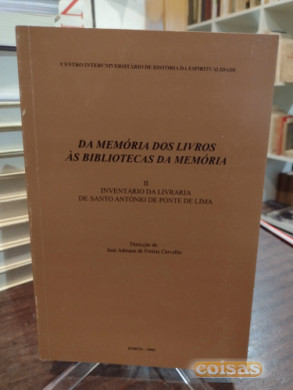 CENTRO INTERUNIVERSITÁRIO DE HISTÓRIA DA ESPIRITUALIDADE
DA MEMÓRIA DOS LIVROS
ÀS BIBLIOTECAS DA MEMÓRIA
II
INVENTÁRIO DA LIVRARIA
DE SANTO ANTÓNIO DE PONTE DE LIMA
Direcção de
José Adriano de Freitas Carvalho
PORTO
coisas